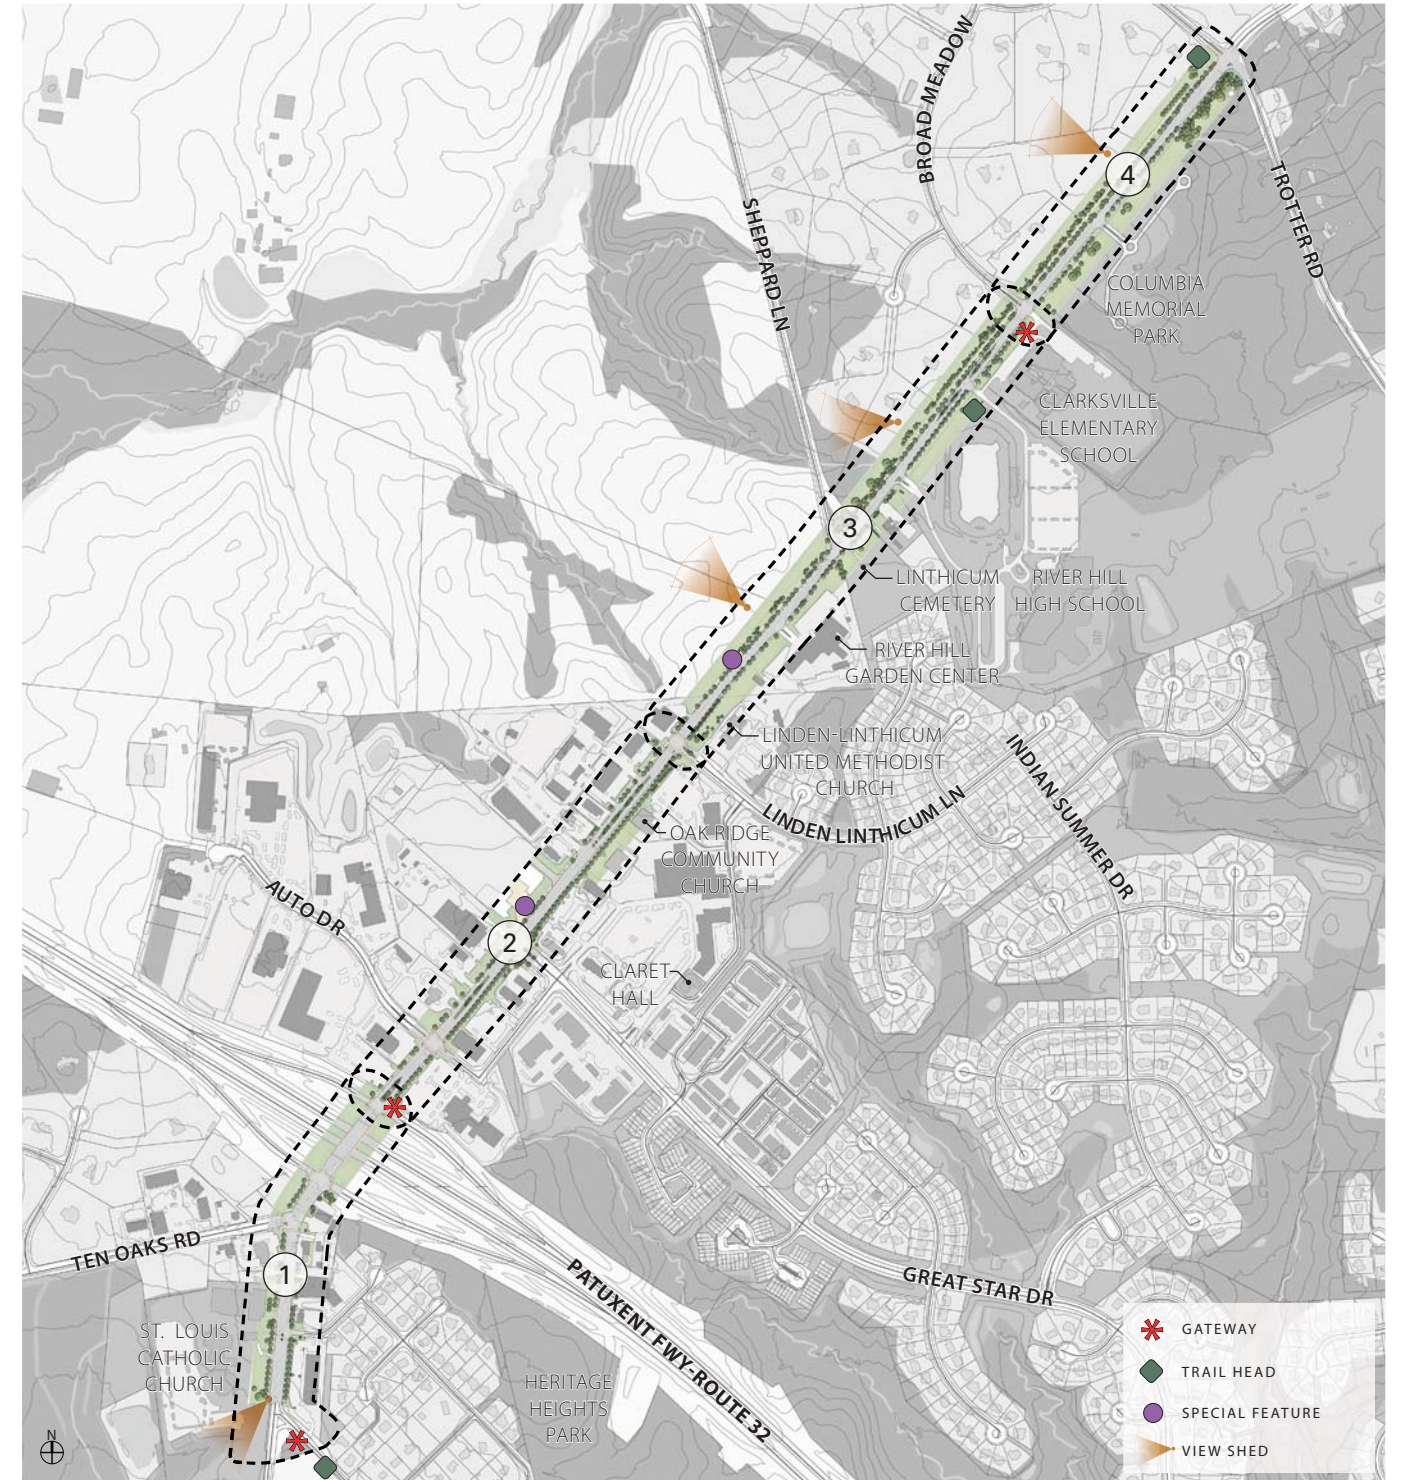 BROAD MEADOW
4
TROTTER RD
SHEPPARD LN
COLUMBIA
MEMORIAL
PARK
CLARKSVILLE
ELEMENTARY
SCHOOL
3
LINTHICUM
CEMETERY
RIVER HILL
HIGH SCHOOL
RIVER HILL
GARDEN CENTER
LINDEN-LINTHICUM
UNITED METHODIST
CHURCH
INDIAN SUMMER DR
LINDEN LINTHICUM LN
OAK RIDGE
COMMUNITY
CHURCH
AUTO DR
2
CLARET
HALL
TEN OAKS RD
1
PATUXENT FWY-ROUTE 32
GREAT STAR DR
ST. LOUIS
CATHOLIC
CHURCH
HERITAGE
HEIGHTS
PARK
N
GATEWAY
TRAIL HEAD
SPECIAL FEATURE
VIEW SHED